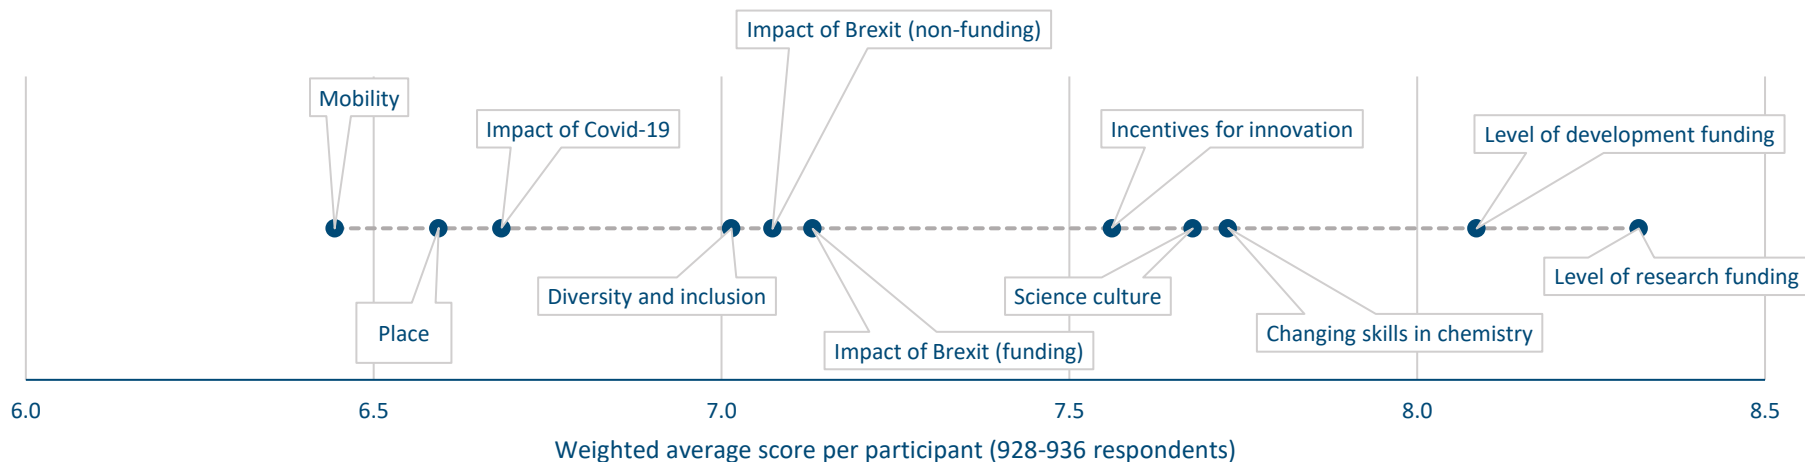 Impact of Brexit (non-funding)
Mobility
Impact of Covid-19
Incentives for innovation
Level of development funding
Place
Diversity and inclusion
Impact of Brexit (funding)
Science culture
Changing skills in chemistry
Level of research funding
6.0
6.5
7.0
7.5
8.0
8.5
Weighted average score per participant (928-936 respondents)